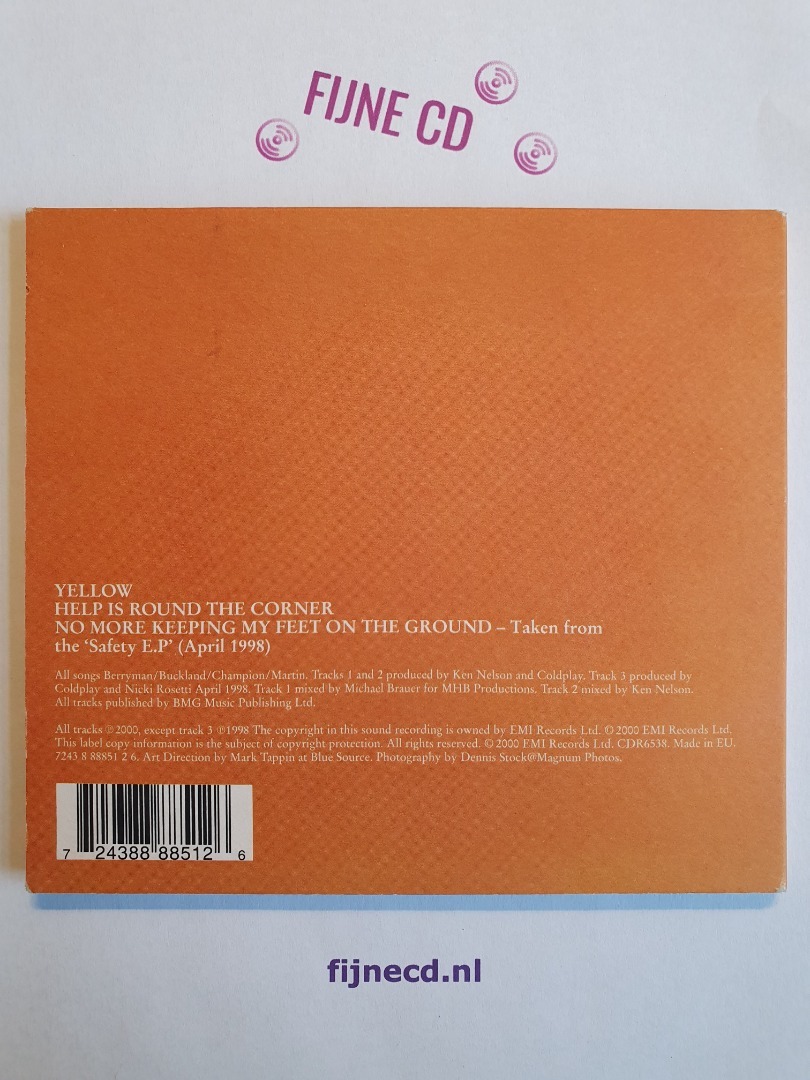 FIJNE CD
YELLOW
HELP IS ROUND THE CORNER
NO MORE KEEPING MY FEET ON THE GROUND – Taken from
the ‘Safety E.P’ (April 1998)
All songs Berryman/Buckland/Champion/Martin. Tracks 1 and 2 produced by Ken Nelson and Coldplay. Track 3 produced by
Coldplay and Nicki Rosetti April 1998. Track 1 mixed by Michael Brauer for MHB Productions. Track 2 mixed by Ken Nelson.
All tracks published by BMG Music Publishing Ltd.
All tracks ℗2000, except track 3 ℗1998 The copyright in this sound recording is owned by EMI Records Ltd. ©2000 EMI Records Ltd.
This label copy information is the subject of copyright protection. All rights reserved. ©2000 EMI Records Ltd. CDR6538. Made in EU.
7243 8 88851 2 6. Art Direction by Mark Tappin at Blue Source. Photography by Dennis Stock@Magnum Photos.
7 24388 88512 6
fijnecd.nl